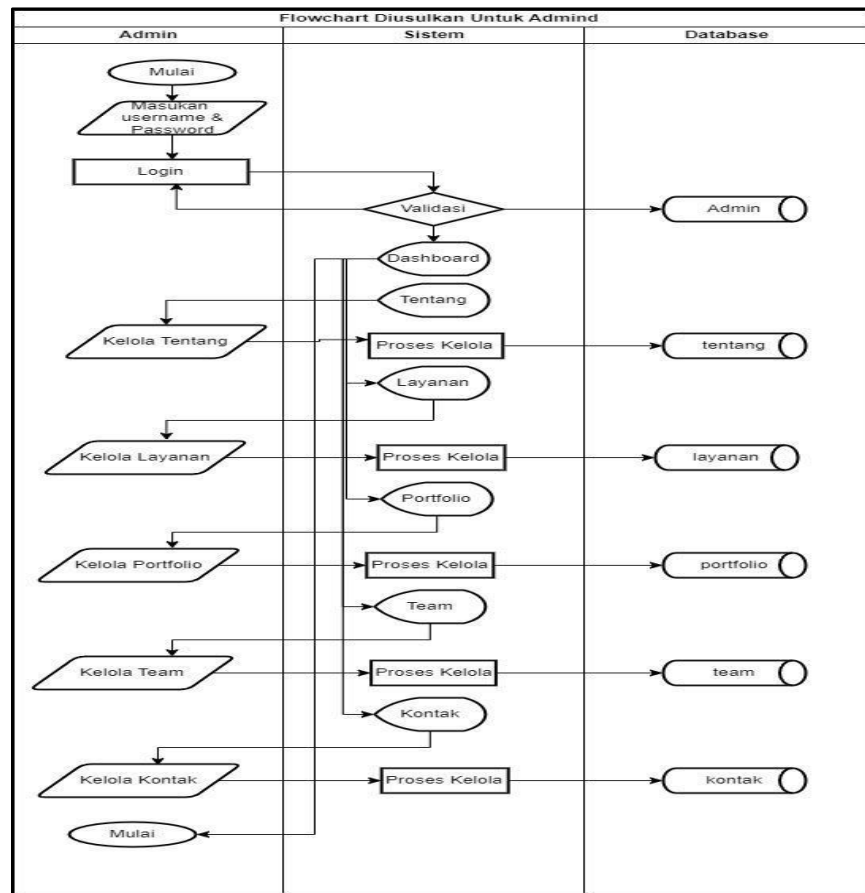 Flowchart Diusulkan Untuk Admind
Admin
Sistem
Database
Mulai
Masukan
username &
Password
Login
Validasi
Admin
Dashboard
Tentang
Kelola Tentang
Proses Kelola
tentang
Layanan
Kelola Layanan
Proses Kelola
layanan
Portfolio
Kelola Portfolio
Proses Kelola
portfolio
Team
Kelola Team
Proses Kelola
team
Kontak
Kelola Kontak
Proses Kelola
kontak
Mulai